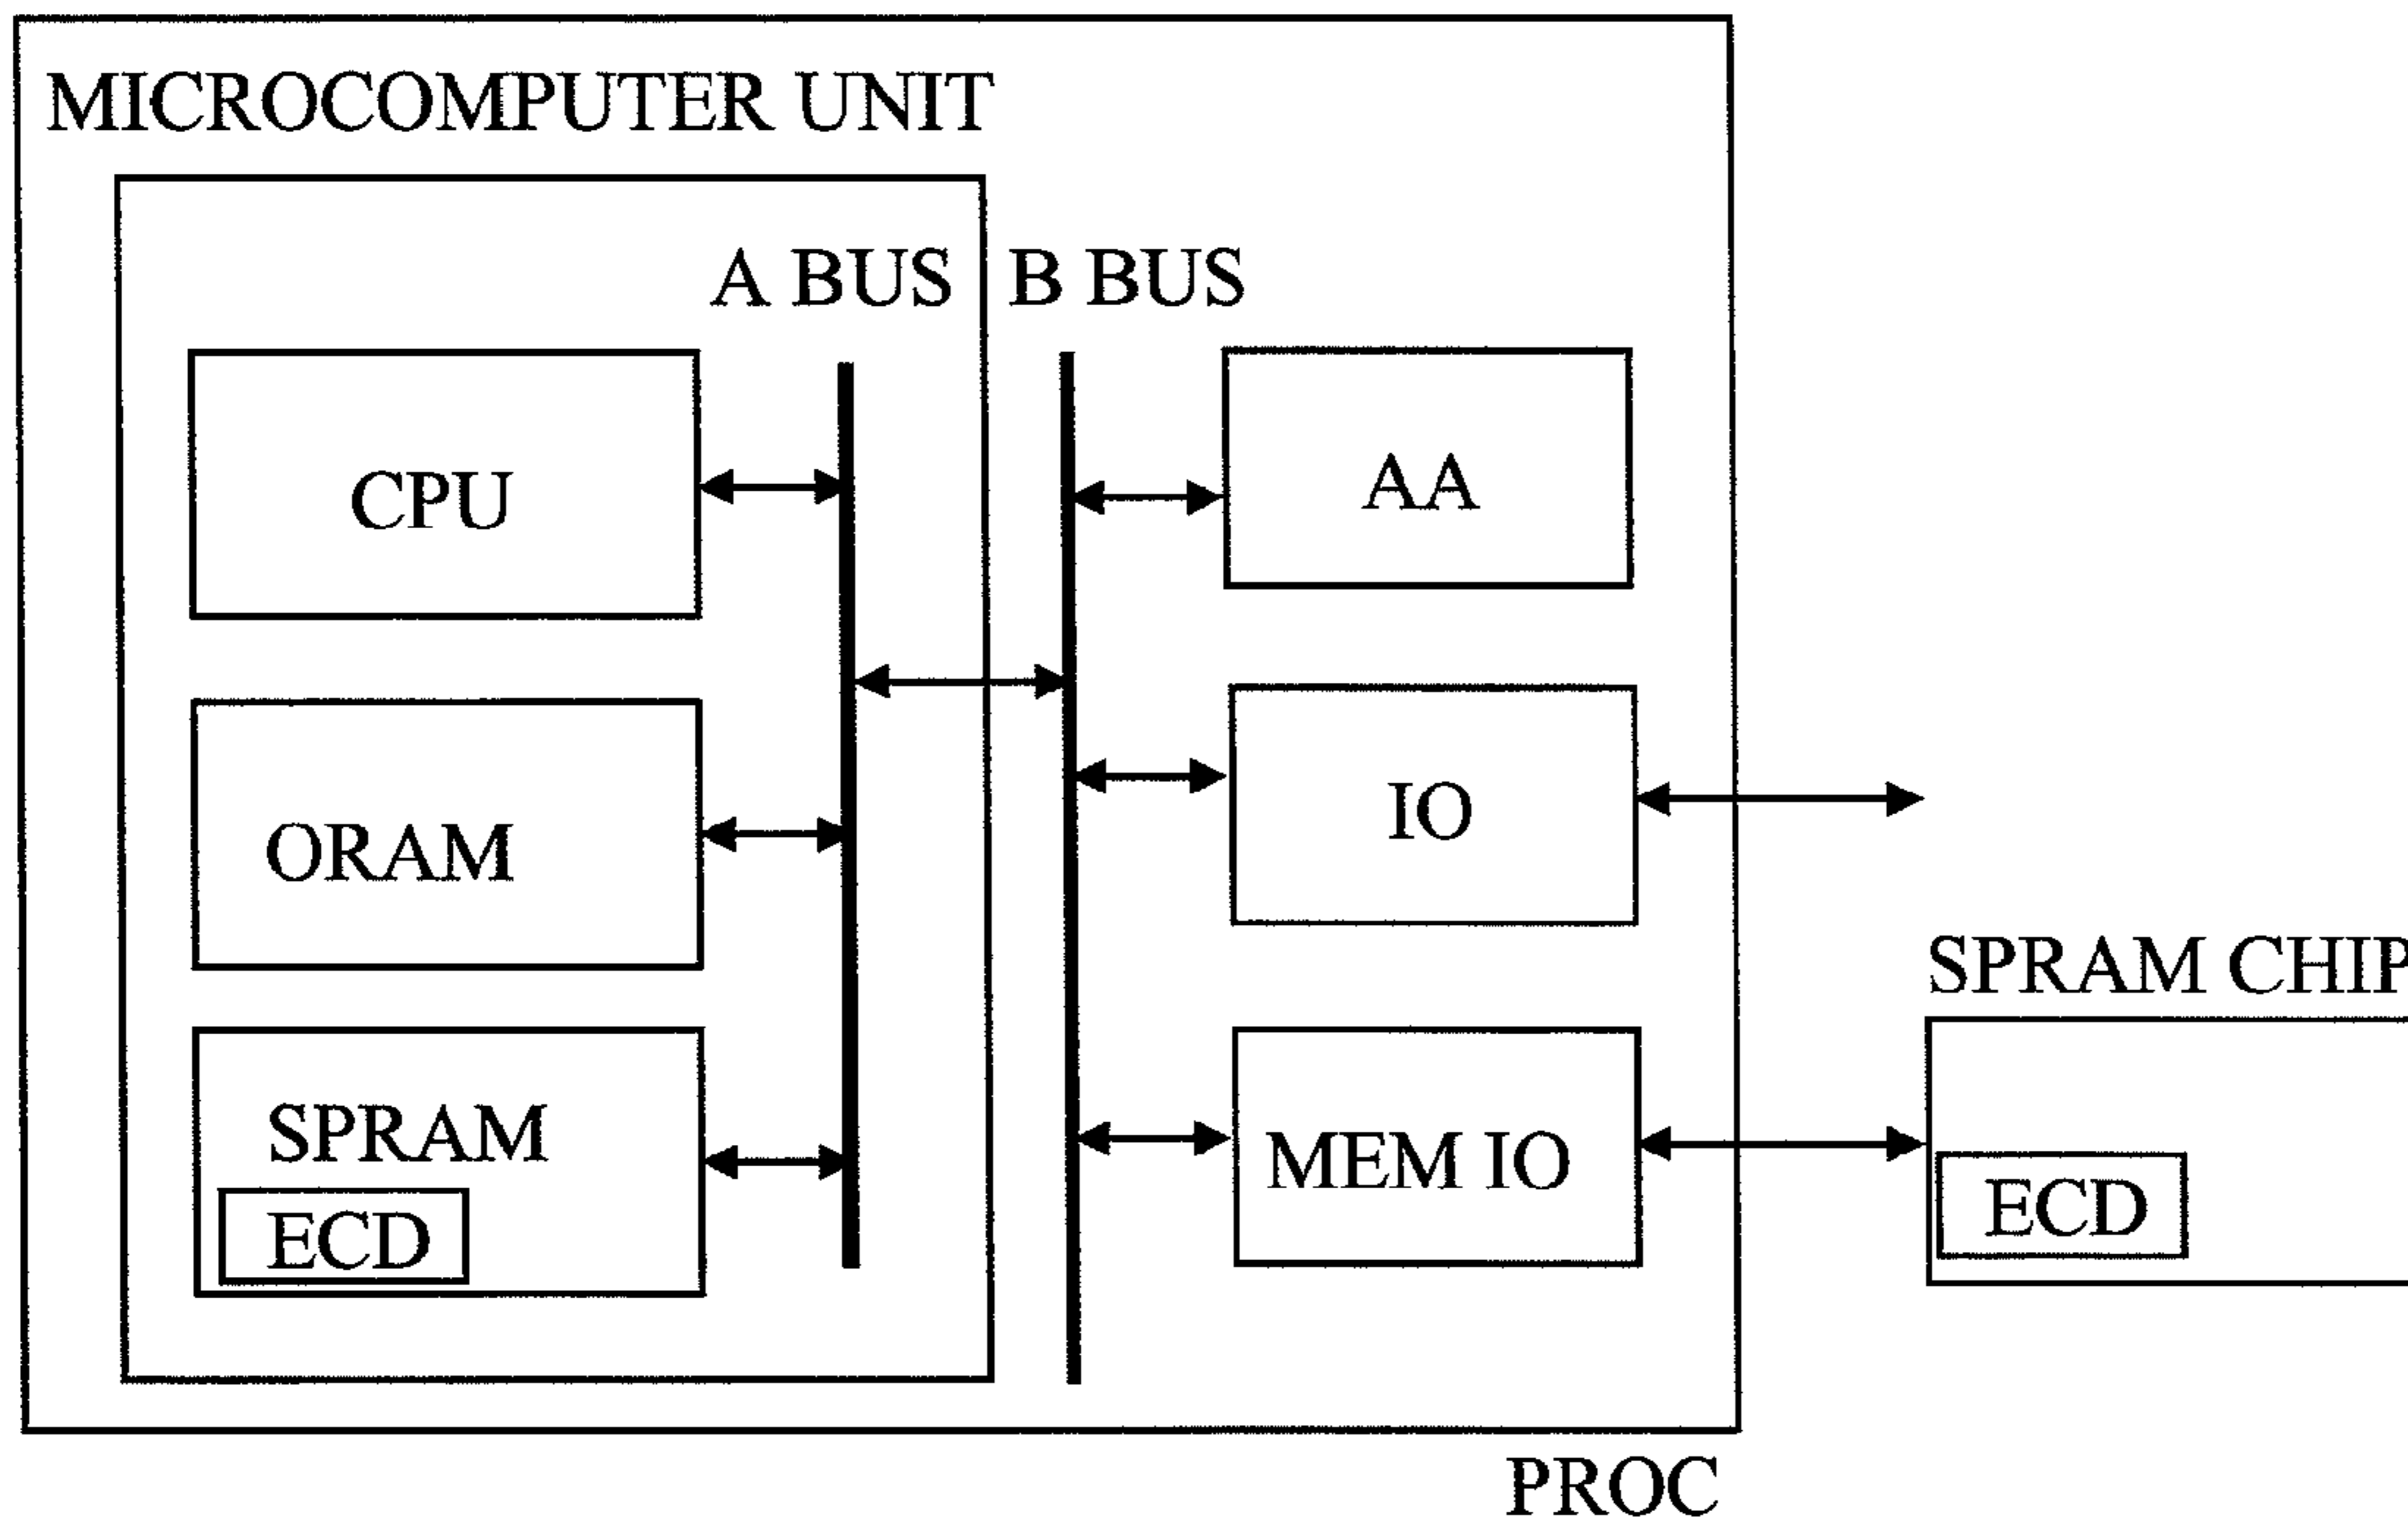 MICROCOMPUTER UNIT
A BUS
B BUS
CPU
AA
ORAM
IO
SPRAM CHIP
SPRAM
ECD
MEM IO
ECD
PROC